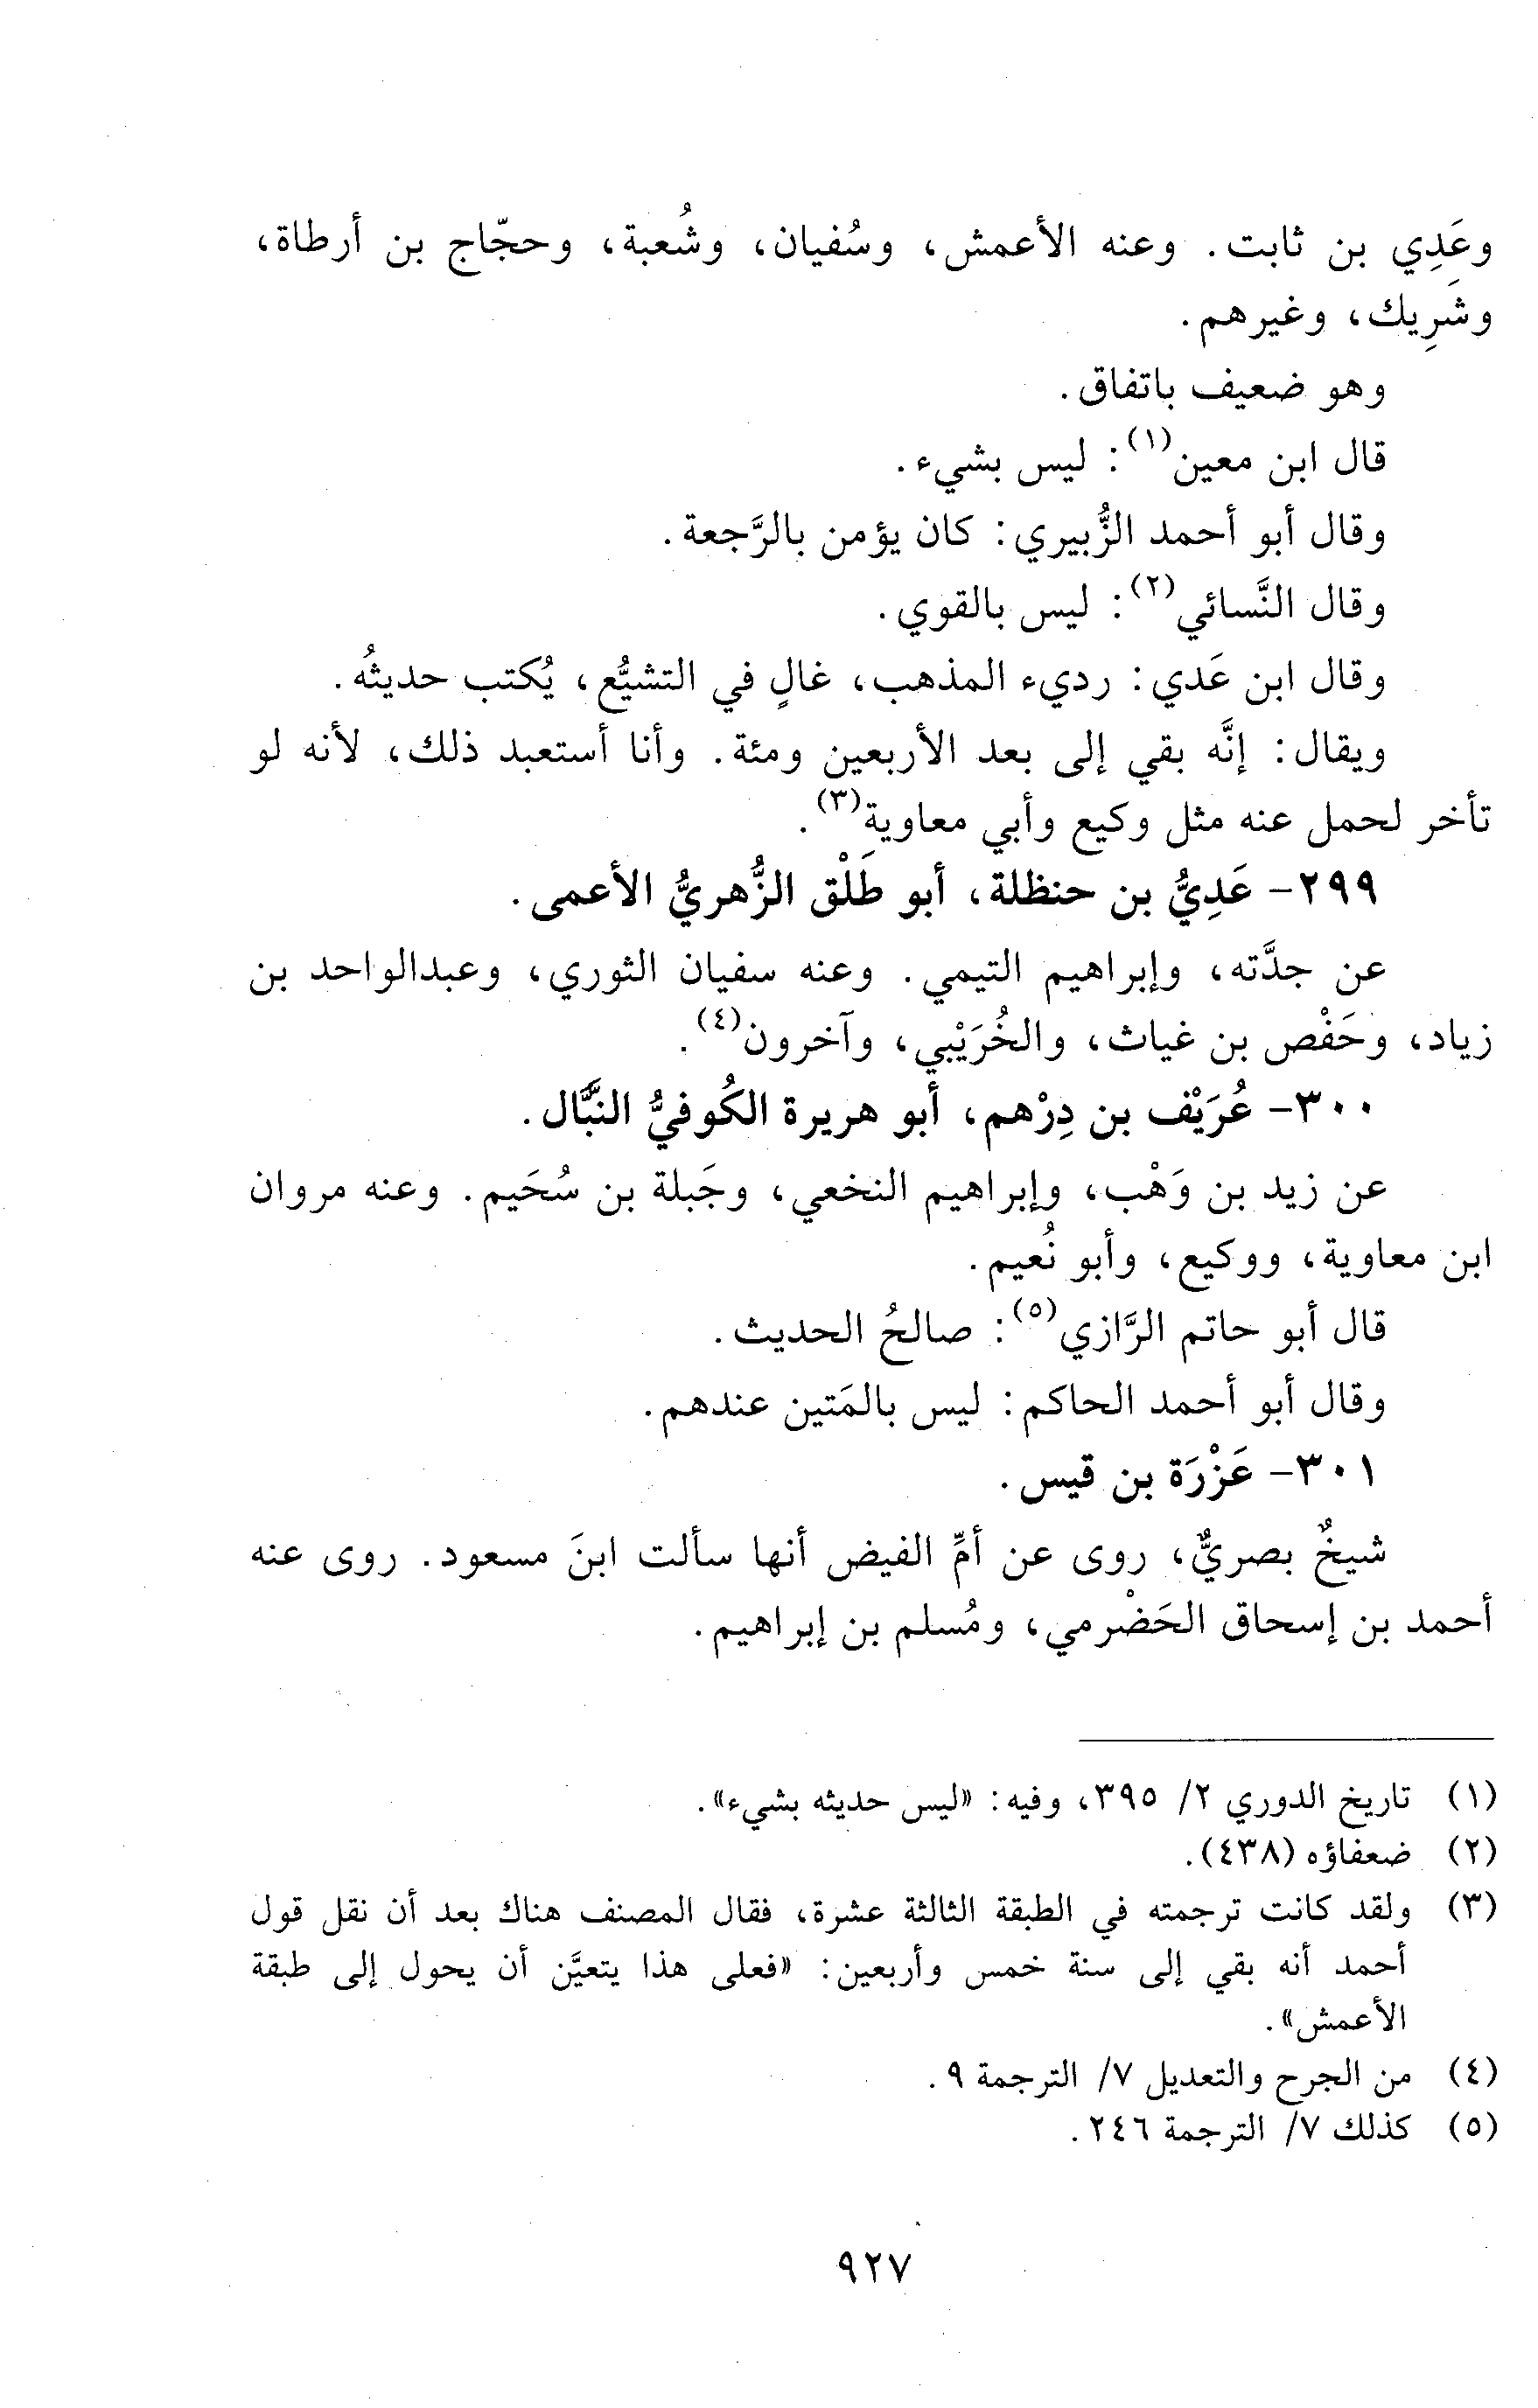 وعَدِي بن ثابت. وعنه الأعمش، وسُفيان، وشُعبة، وحجّاج بن أرطاة،
وشَرِيك، وغيرهم.
وهو ضعيف باتفاق.
قال ابن معين(١): ليس بشيء.
وقال أبو أحمد الزُّبيري: كان يؤمن بالرَّجعة.
وقال النَّسائي(٢): ليس بالقوي.
وقال ابن عَدي: رديء المذهب، غالٍ في التشيُّع، يُكتب حديثُه.
ويقال: إنَّه بقي إلى بعد الأربعين ومئة. وأنا أستعبد ذلك، لأنه لو
تأخر لحمل عنه مثل وكيع وأبي معاوية(٣).
٢٩٩- عَدِيُّ بن حنظلة، أبو طَلْق الزُّهريُّ الأعمى.
عن جدَّته، وإبراهيم التيمي. وعنه سفيان الثوري، وعبدالواحد بن
زياد، وحَفْص بن غياث، والخُرَيْبي، وآخرون(٤).
٣٠٠- عُرَيْف بن دِرْهم، أبو هريرة الكُوفيُّ النبَّال.
عن زيد بن وَهْب، وإبراهيم النخعي، وجَبلة بن سُحَيم. وعنه مروان
ابن معاوية، ووكيع، وأبو نُعيم.
قال أبو حاتم الرَّازي(٥): صالحُ الحديث.
وقال أبو أحمد الحاكم: ليس بالمَتين عندهم.
٣٠١- عَزْرَة بن قيس.
شيخٌ بصريٌّ، روى عن أمِّ الفيض أنها سألت ابنَ مسعود. روى عنه
أحمد بن إسحاق الحَضْرمي، ومُسلم بن إبراهيم.
(١) تاريخ الدوري ٢/ ٣٩٥، وفيه: «ليس حديثه بشيء».
(٢) ضعفاؤه (٤٣٨).
(٣) ولقد كانت ترجمته في الطبقة الثالثة عشرة، فقال المصنف هناك بعد أن نقل قول
أحمد أنه بقي إلى سنة خمس وأربعين: «فعلى هذا يتعيَّن أن يحول إلى طبقة
الأعمش».
(٤) من الجرح والتعديل ٧/ الترجمة ٩.
(٥) كذلك ٧/ الترجمة ٢٤٦.
٩٢٧